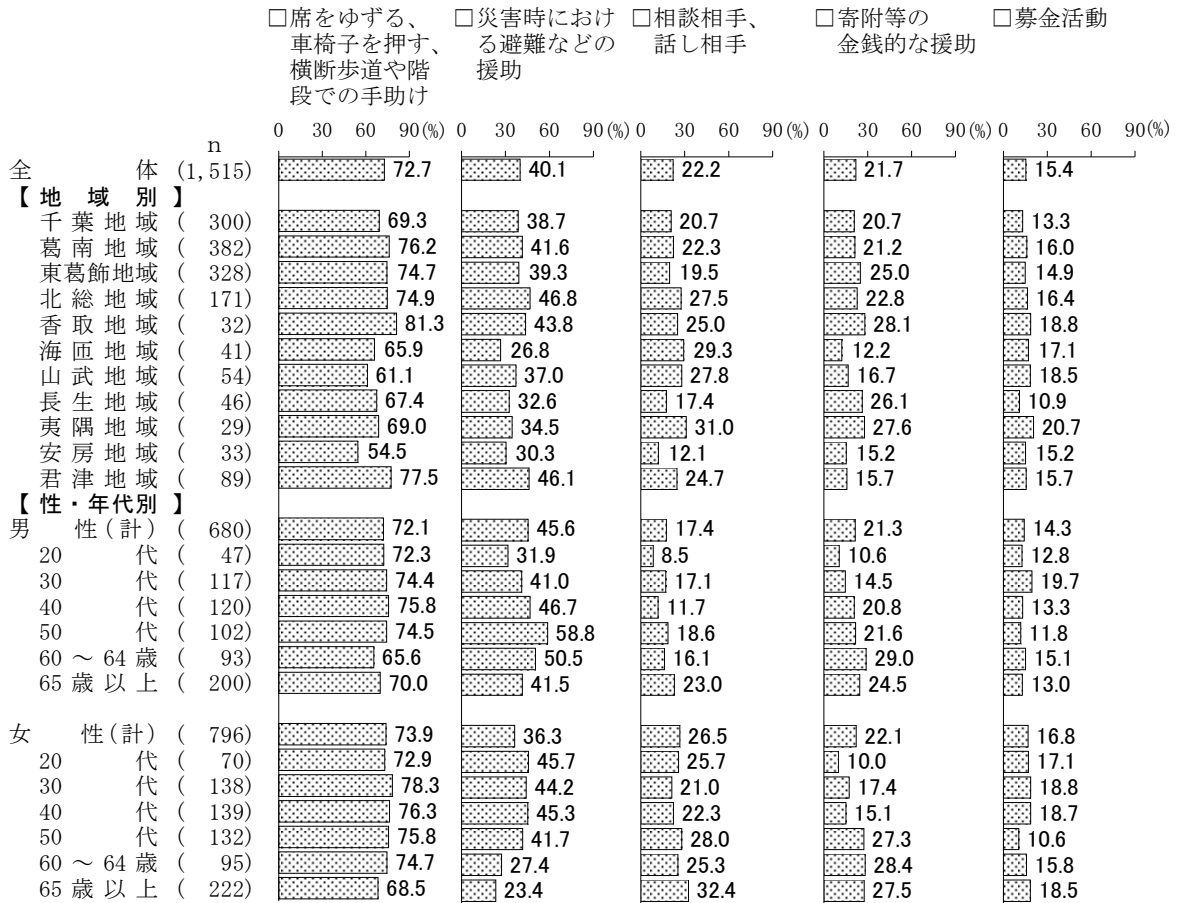 □席をゆずる、 □災害時におけ □相談相手、 □寄附等の □募金活動
車椅子を押す、 る避難などの 話し相手 金銭的な援助
横断歩道や階 援助
段での手助け
0 30 60 90(%) 0 30 60 90(%) 0 30 60 90(%) 0 30 60 90(%) 0 30 60 90(%)
n
全体 (1,515) 72.7 40.1 22.2 21.7 15.4
【地域別】
千葉地域 ( 300) 69.3 38.7 20.7 20.7 13.3
葛南地域 ( 382) 76.2 41.6 22.3 21.2 16.0
東葛飾地域 ( 328) 74.7 39.3 19.5 25.0 14.9
北総地域 ( 171) 74.9 46.8 27.5 22.8 16.4
香取地域 ( 32) 81.3 43.8 25.0 28.1 18.8
海匝地域 ( 41) 65.9 26.8 29.3 12.2 17.1
山武地域 ( 54) 61.1 37.0 27.8 16.7 18.5
長生地域 ( 46) 67.4 32.6 17.4 26.1 10.9
夷隅地域 ( 29) 69.0 34.5 31.0 27.6 20.7
安房地域 ( 33) 54.5 30.3 12.1 15.2 15.2
君津地域 ( 89) 77.5 46.1 24.7 15.7 15.7
【性・年代別】
男性(計) ( 680) 72.1 45.6 17.4 21.3 14.3
20代 ( 47) 72.3 31.9 8.5 10.6 12.8
30代 ( 117) 74.4 41.0 17.1 14.5 19.7
40代 ( 120) 75.8 46.7 11.7 20.8 13.3
50代 ( 102) 74.5 58.8 18.6 21.6 11.8
60～64歳 ( 93) 65.6 50.5 16.1 29.0 15.1
65歳以上 ( 200) 70.0 41.5 23.0 24.5 13.0
女性(計) ( 796) 73.9 36.3 26.5 22.1 16.8
20代 ( 70) 72.9 45.7 25.7 10.0 17.1
30代 ( 138) 78.3 44.2 21.0 17.4 18.8
40代 ( 139) 76.3 45.3 22.3 15.1 18.7
50代 ( 132) 75.8 41.7 28.0 27.3 10.6
60～64歳 ( 95) 74.7 27.4 25.3 28.4 15.8
65歳以上 ( 222) 68.5 23.4 32.4 27.5 18.5